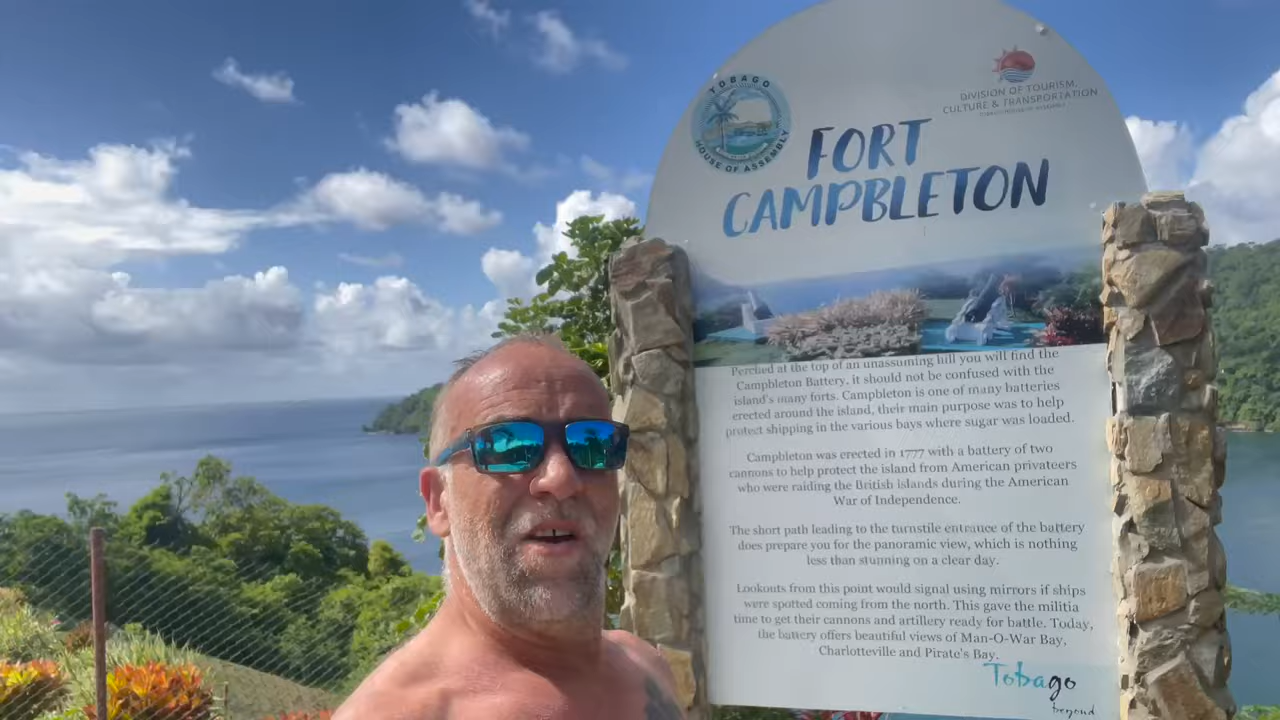 TOBAGO
HOUSE OF ASSEMBLY
DIVISION OF TOURISM,
CULTURE & TRANSPORTATION
TOBAGO HOUSE OF ASSEMBLY
FORT
CAMPBLETON
Perched at the top of an unassuming hill you will find the
Campbleton Battery, it should not be confused with the
island's many forts. Campbleton is one of many batteries
erected around the island, their main purpose was to help
protect shipping in the various bays where sugar was loaded.
Campbleton was erected in 1777 with a battery of two
cannons to help protect the island from American privateers
who were raiding the British islands during the American
War of Independence.
The short path leading to the turnstile entrance of the battery
does prepare you for the panoramic view, which is nothing
less than stunning on a clear day.
Lookouts from this point would signal using mirrors if ships
were spotted coming from the north. This gave the militia
time to get their cannons and artillery ready for battle. Today,
the battery offers beautiful views of Man-O-War Bay,
Charlotteville and Pirate's Bay.
Tobago
beyond